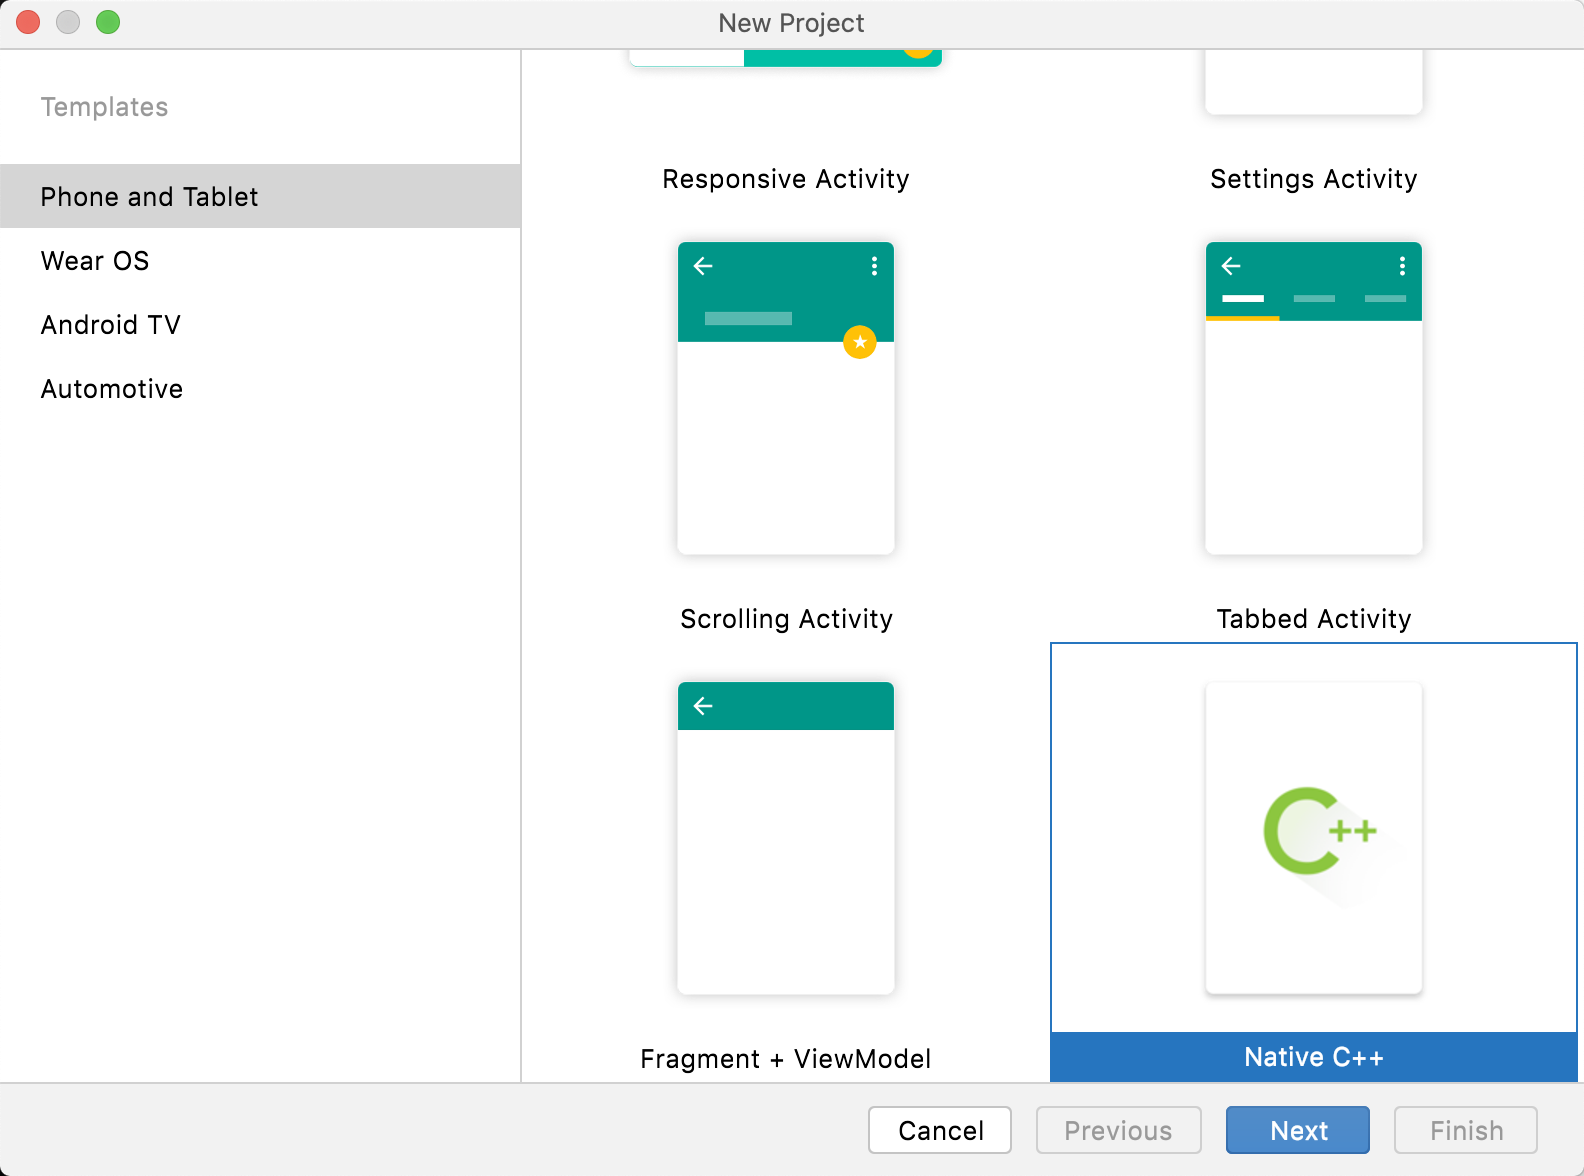 New Project
Templates
Phone and Tablet
Wear OS
Android TV
Automotive
Responsive Activity
Settings Activity
Scrolling Activity
Tabbed Activity
C++
Fragment + ViewModel
Native C++
Cancel
Previous
Next
Finish